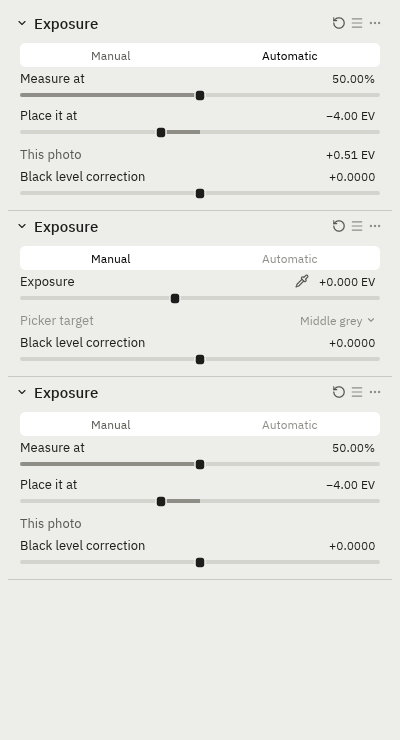 Exposure
Manual Automatic
Measure at 50.00%
Place it at −4.00 EV
This photo +0.51 EV
Black level correction +0.0000
Exposure
Manual Automatic
Exposure +0.000 EV
Picker target Middle grey
Black level correction +0.0000
Exposure
Manual Automatic
Measure at 50.00%
Place it at −4.00 EV
This photo
Black level correction +0.0000